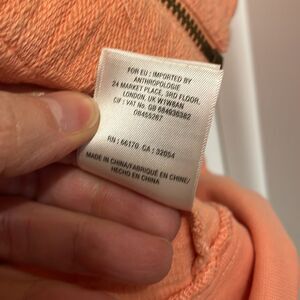 FOR EU : IMPORTED BY
ANTHROPOLOGIE
24 MARKET PLACE, 3RD FLOOR,
LONDON, UK W1W8AN
CIF : VAT No. GB 684930382
08455267
RN : 66170 CA : 32054
MADE IN CHINA/FABRIQUÉ EN CHINE/
HECHO EN CHINA